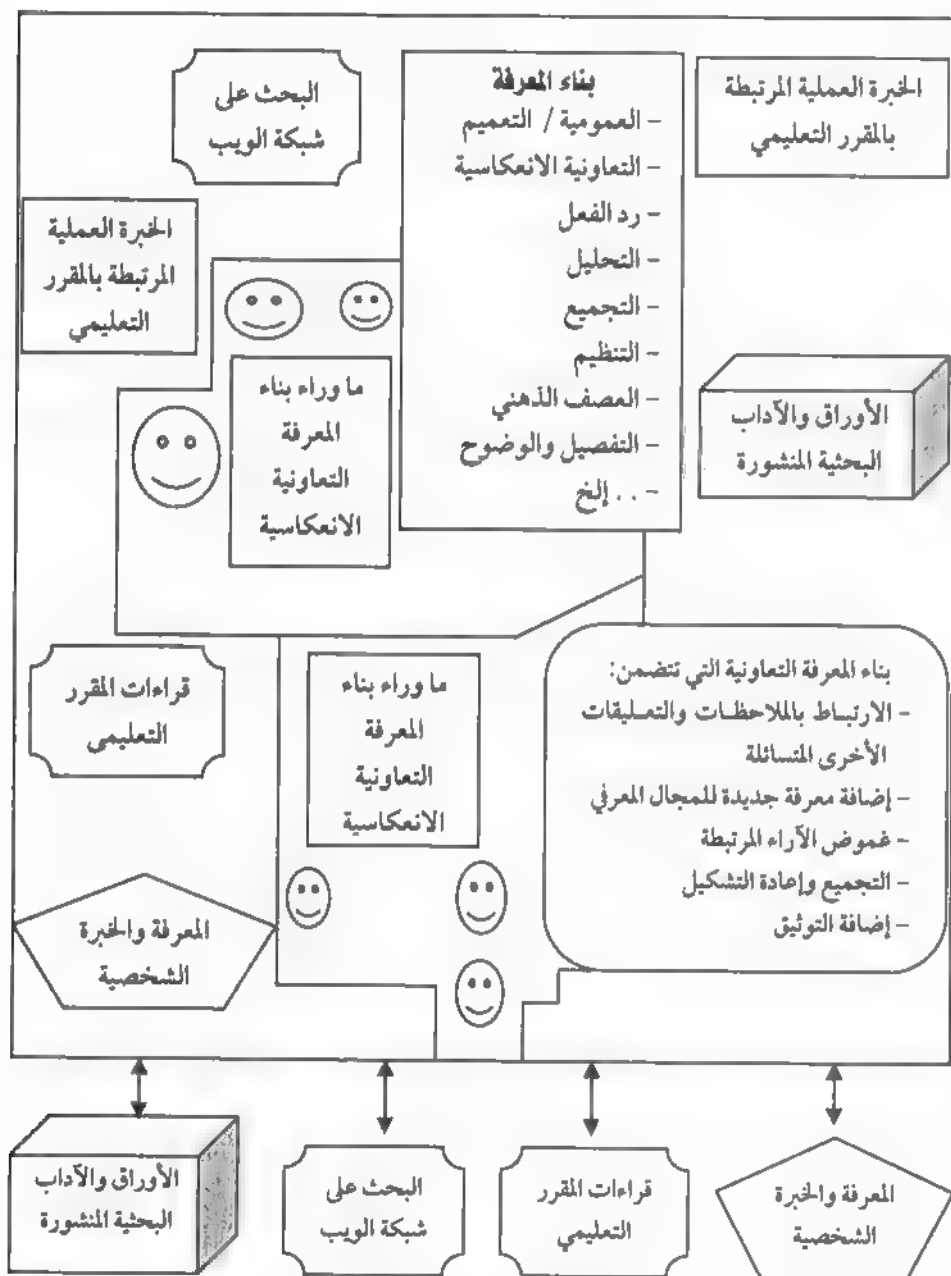 الخبرة العملية المرتبطة
بالمقرر التعليمي
بناء المعرفة
– العمومية / التعميم
– التعاونية الانعكاسية
– رد الفعل
– التحليل
– التجميع
– التنظيم
– العصف الذهني
– التفصيل والوضوح
– . . إلخ
البحث على
شبكة الويب
الخبرة العملية
المرتبطة بالمقرر
التعليمي
ما وراء بناء
المعرفة
التعاونية
الانعكاسية
الأوراق والآداب
البحثية المنشورة
بناء المعرفة التعاونية التي تتضمن:
– الارتباط بالملاحظات والتعليقات
الأخرى المتسائلة
– إضافة معرفة جديدة للمجال المعرفي
– غموض الآراء المرتبطة
– التجميع وإعادة التشكيل
– إضافة التوثيق
ما وراء بناء
المعرفة
التعاونية
الانعكاسية
قراءات المقرر
التعليمي
المعرفة والخبرة
الشخصية
المعرفة والخبرة
الشخصية
قراءات المقرر
التعليمي
البحث على
شبكة الويب
الأوراق والآداب
البحثية المنشورة